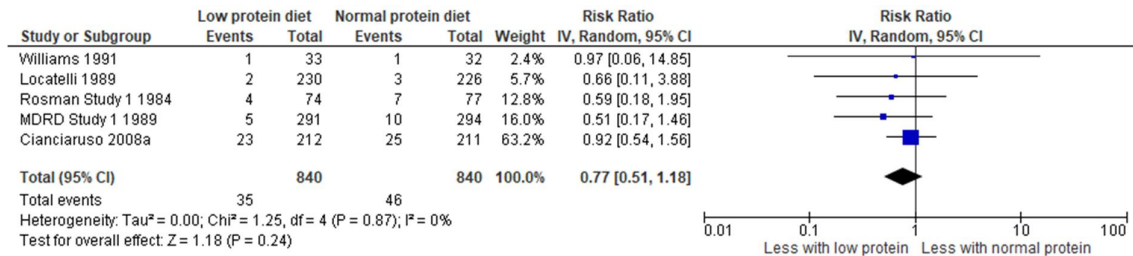 Low protein diet Normal protein diet Risk Ratio Risk Ratio
Study or Subgroup Events Total Events Total Weight IV, Random, 95% CI IV, Random, 95% CI
Williams 1991 1 33 1 32 2.4% 0.97 [0.06, 14.85]
Locatelli 1989 2 230 3 226 5.7% 0.66 [0.11, 3.88]
Rosman Study 1 1984 4 74 7 77 12.8% 0.59 [0.18, 1.95]
MDRD Study 1 1989 5 291 10 294 16.0% 0.51 [0.17, 1.46]
Cianciaruso 2008a 23 212 25 211 63.2% 0.92 [0.54, 1.56]
Total (95% CI) 840 840 100.0% 0.77 [0.51, 1.18]
Total events 35 46
Heterogeneity: Tau² = 0.00; Chi² = 1.25, df = 4 (P = 0.87); I² = 0%
Test for overall effect: Z = 1.18 (P = 0.24)
0.01 0.1 1 10 100
Less with low protein Less with normal protein